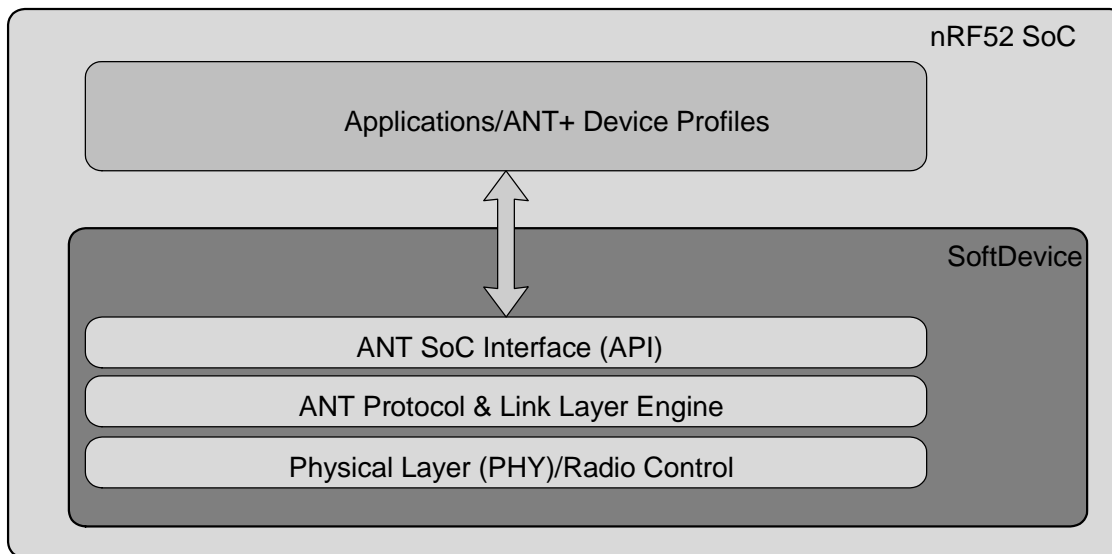 nRF52 SoC
Applications/ANT+ Device Profiles
SoftDevice
ANT SoC Interface (API)
ANT Protocol & Link Layer Engine
Physical Layer (PHY)/Radio Control